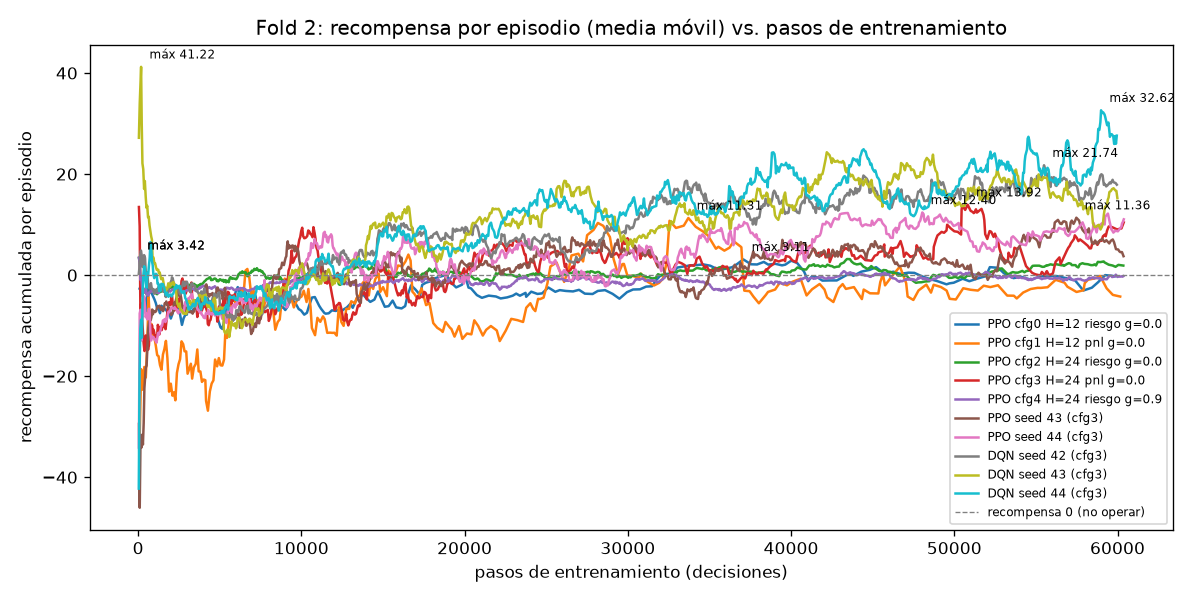 Fold 2: recompensa por episodio (media móvil) vs. pasos de entrenamiento
máx 41.22
máx 32.62
máx 21.74
máx 13.92
máx 12.40
máx 11.31
máx 11.36
máx 3.42
máx 3.11
recompensa acumulada por episodio
40
20
0
−20
−40
0
10000
20000
30000
40000
50000
60000
pasos de entrenamiento (decisiones)
PPO cfg0 H=12 riesgo g=0.0
PPO cfg1 H=12 pnl g=0.0
PPO cfg2 H=24 riesgo g=0.0
PPO cfg3 H=24 pnl g=0.0
PPO cfg4 H=24 riesgo g=0.9
PPO seed 43 (cfg3)
PPO seed 44 (cfg3)
DQN seed 42 (cfg3)
DQN seed 43 (cfg3)
DQN seed 44 (cfg3)
recompensa 0 (no operar)